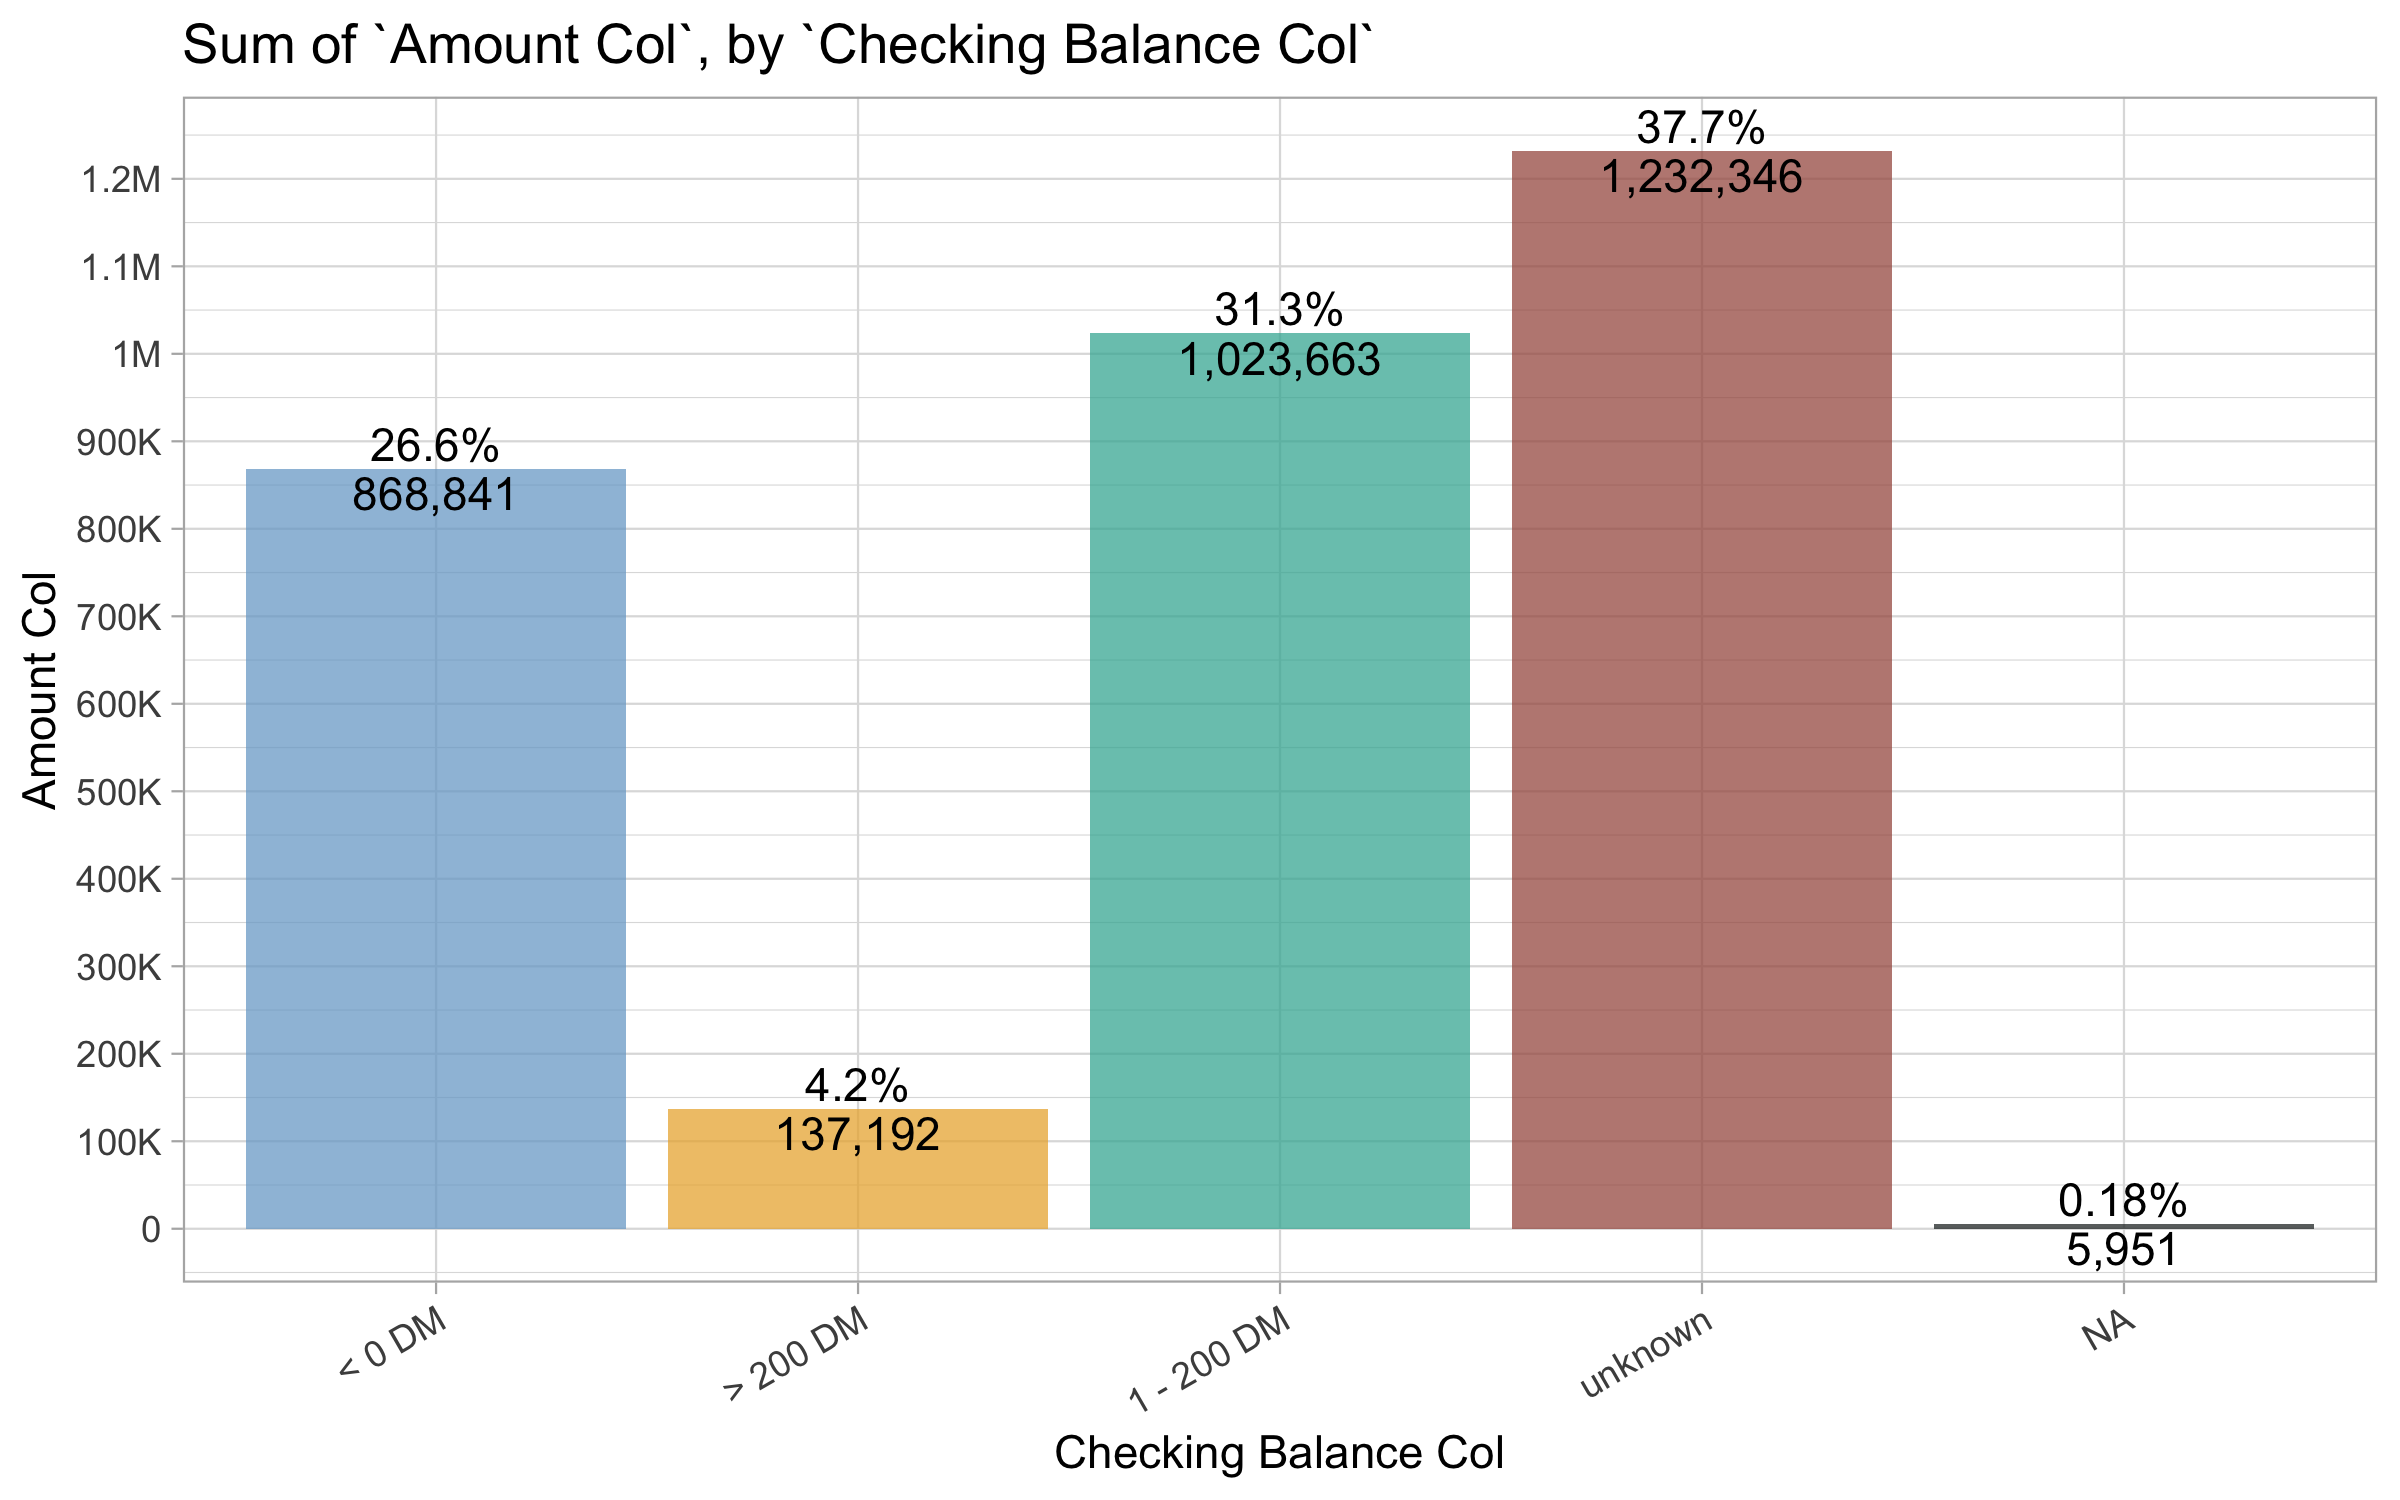 Sum of `Amount Col`, by `Checking Balance Col`
Amount Col
1.2M
1.1M
1M
900K
800K
700K
600K
500K
400K
300K
200K
100K
0
26.6%
868,841
4.2%
137,192
31.3%
1,023,663
37.7%
1,232,346
0.18%
5,951
< 0 DM
> 200 DM
1 - 200 DM
unknown
NA
Checking Balance Col